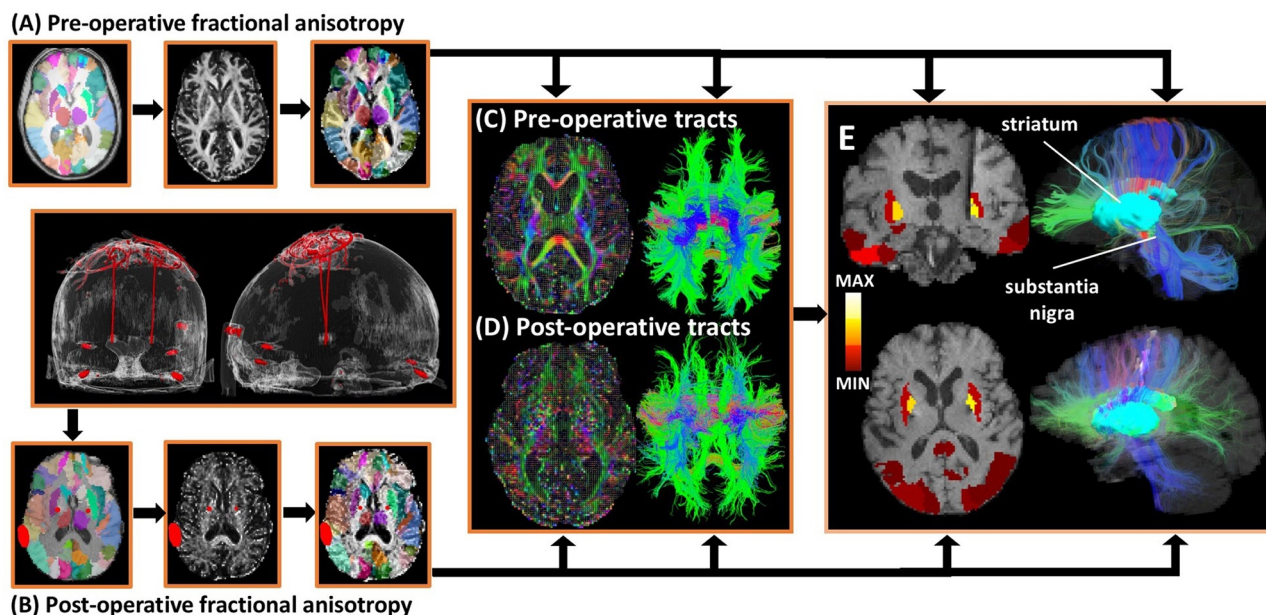 (A) Pre-operative fractional anisotropy
(C) Pre-operative tracts
(D) Post-operative tracts
E
striatum
substantia
nigra
MAX
MIN
(B) Post-operative fractional anisotropy